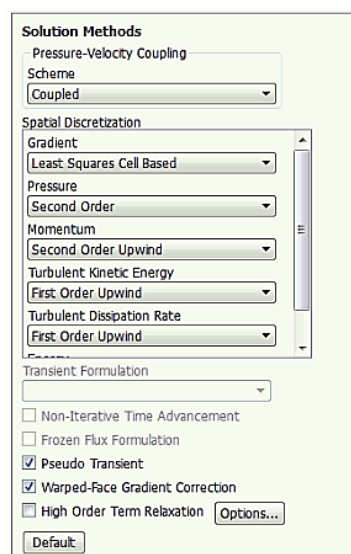 Solution Methods
Pressure-Velocity Coupling
Scheme
Coupled
Spatial Discretization
Gradient
Least Squares Cell Based
Pressure
Second Order
Momentum
Second Order Upwind
Turbulent Kinetic Energy
First Order Upwind
Turbulent Dissipation Rate
First Order Upwind
Energy
Transient Formulation
Non-Iterative Time Advancement
Frozen Flux Formulation
Pseudo Transient
Warped-Face Gradient Correction
High Order Term Relaxation Options...
Default